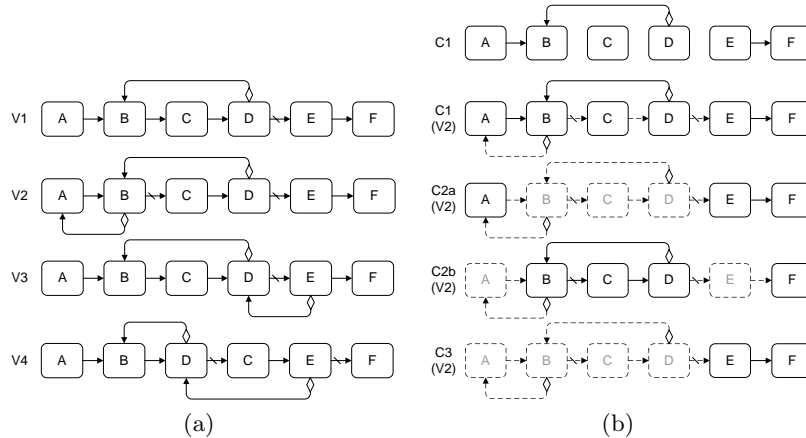 V1 A B C D E F
V2 A B C D E F
V3 A B C D E F
V4 A B D C E F
(a)
C1 A B C D E F
C1 (V2) A B C D E F
C2a (V2) A B C D E F
C2b (V2) A B C D E F
C3 (V2) A B C D E F
(b)